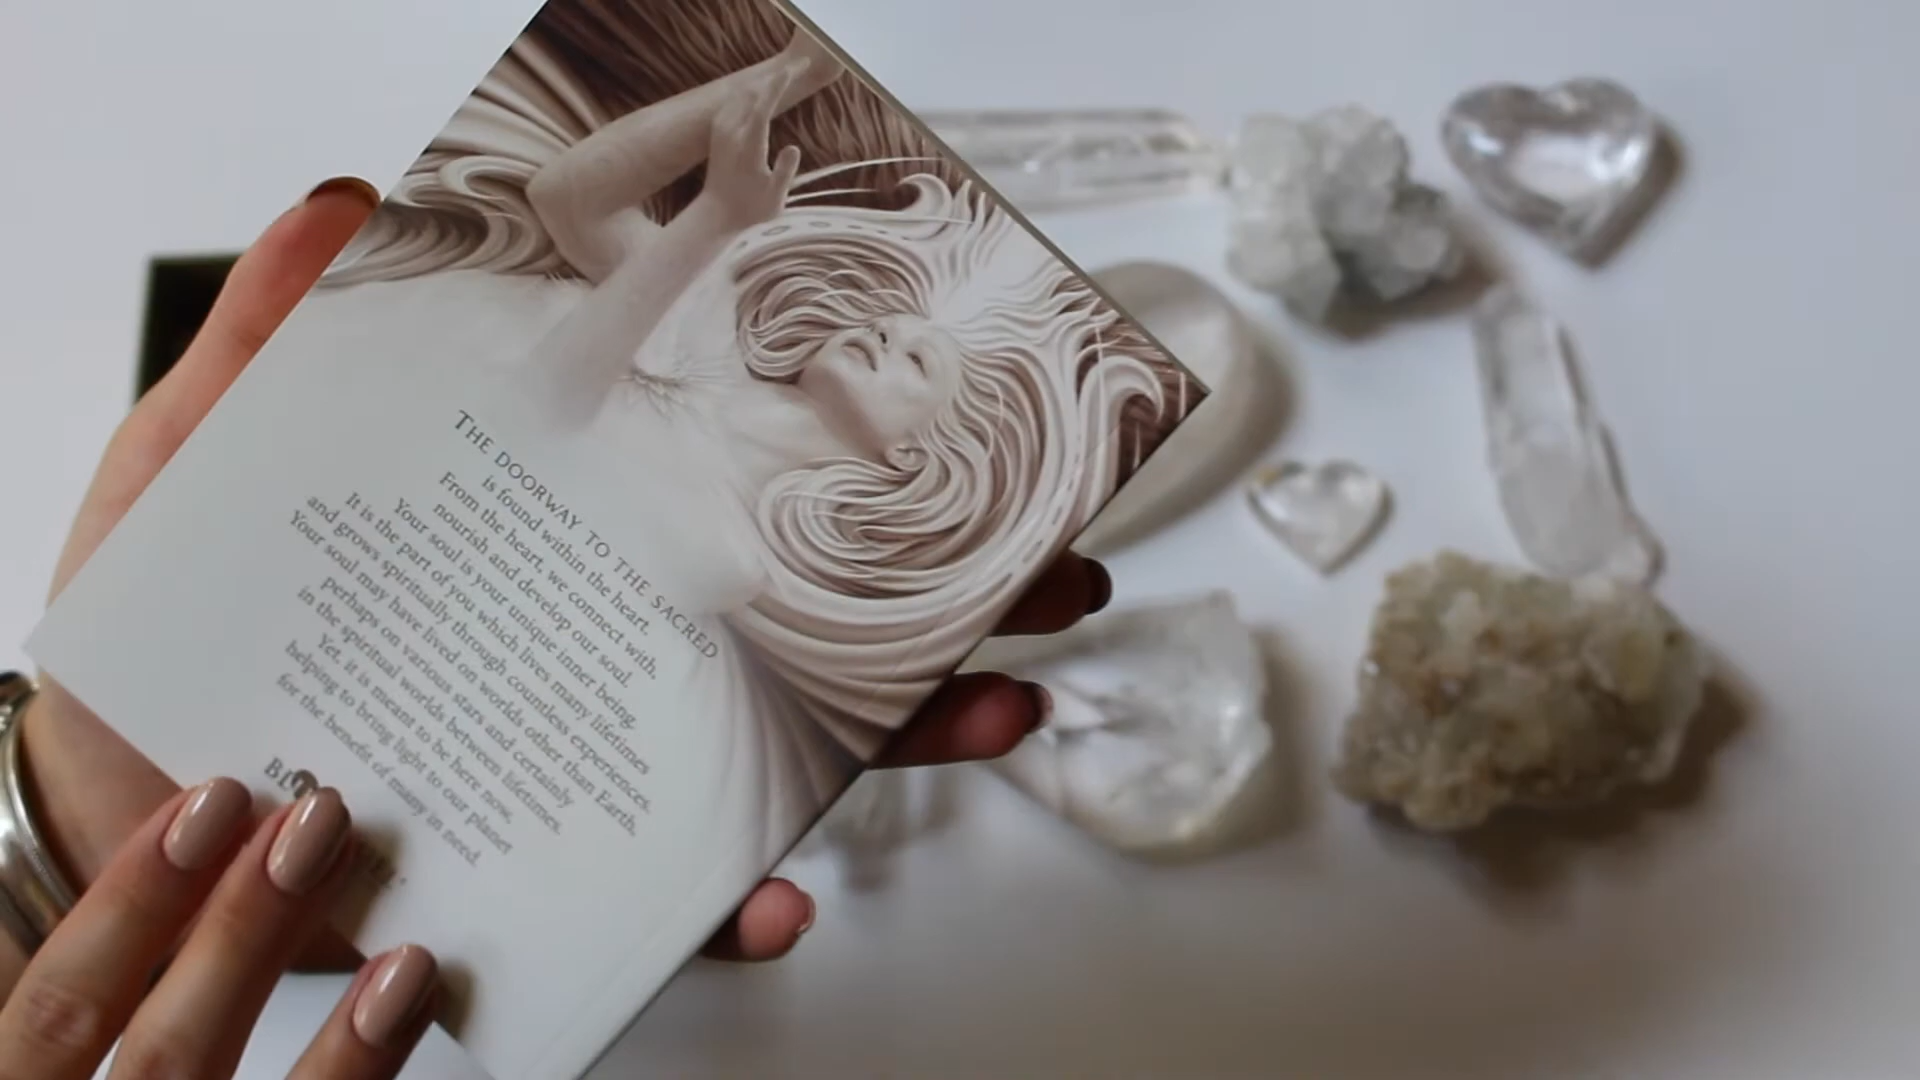 THE DOORWAY TO THE SACRED
is found within the heart.
From the heart, we connect with,
nourish and develop our soul.
Your soul is your unique inner being.
It is the part of you which lives many lifetimes
and grows spiritually through countless experiences.
Your soul may have lived on worlds other than Earth,
perhaps on various stars and certainly
in the spiritual worlds between lifetimes.
Yet, it is meant to be here now,
helping to bring light to our planet
for the benefit of many in need.